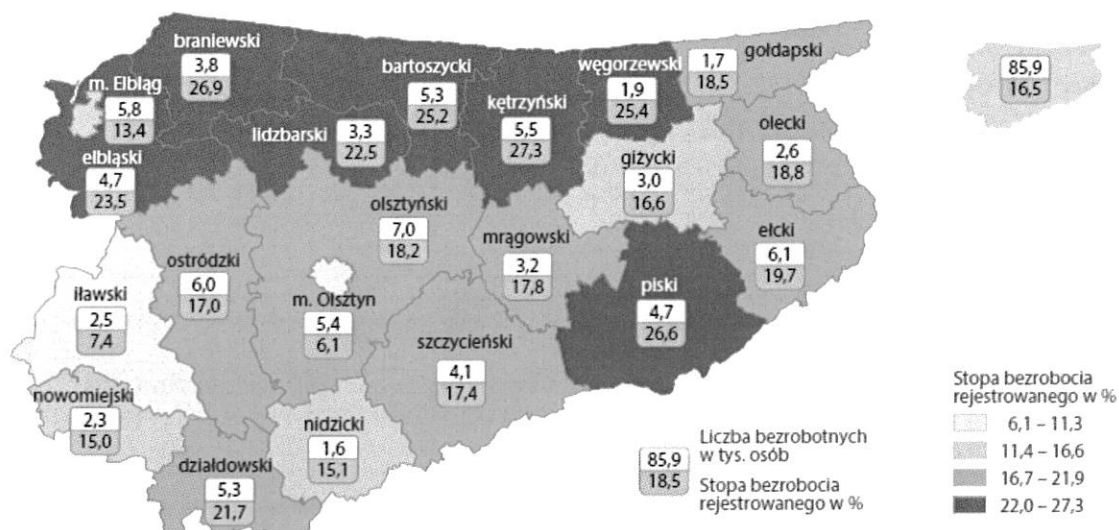 braniewski
3,8
26,9
m. Elbląg
5,8
13,4
elbląski
4,7
23,5
lidzbarski
3,3
22,5
bartoszycki
5,3
25,2
kętrzyński
5,5
27,3
węgorzewski
1,9
25,4
gołdapski
1,7
18,5
85,9
16,5
olecki
2,6
18,8
giżycki
3,0
16,6
ełcki
6,1
19,7
olsztyński
7,0
18,2
mrągowski
3,2
17,8
ostródzki
6,0
17,0
m. Olsztyn
5,4
6,1
piski
4,7
26,6
iławski
2,5
7,4
szczycieński
4,1
17,4
nowomiejski
2,3
15,0
nidzicki
1,6
15,1
działdowski
5,3
21,7
85,9
18,5
Liczba bezrobotnych
w tys. osób
Stopa bezrobocia
rejestrowanego w %
Stopa bezrobocia
rejestrowanego w %
6,1 – 11,3
11,4 – 16,6
16,7 – 21,9
22,0 – 27,3